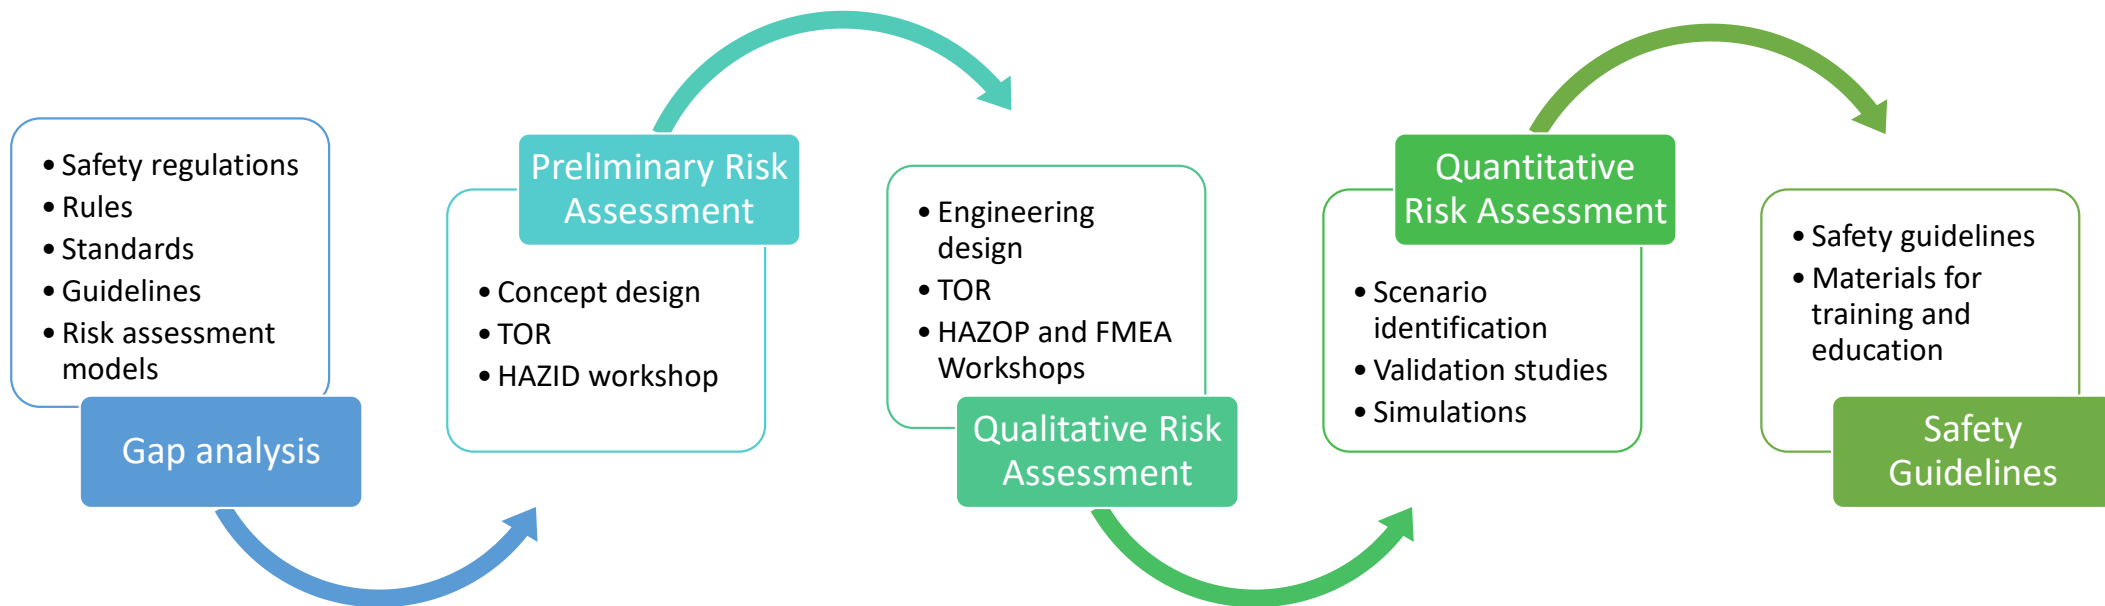 • Safety regulations
• Rules
• Standards
• Guidelines
• Risk assessment
models
Gap analysis
Preliminary Risk
Assessment
• Concept design
• TOR
• HAZID workshop
• Engineering
design
• TOR
• HAZOP and FMEA
Workshops
Qualitative Risk
Assessment
Quantitative
Risk Assessment
• Scenario
identification
• Validation studies
• Simulations
• Safety guidelines
• Materials for
training and
education
Safety
Guidelines